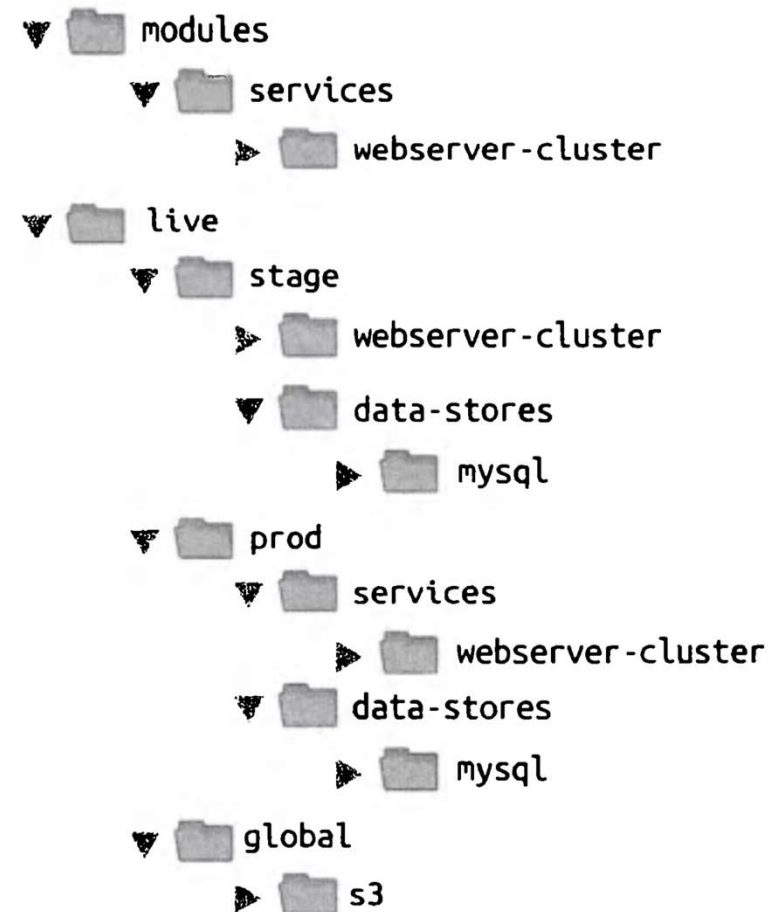 modules
services
webserver-cluster
live
stage
webserver-cluster
data-stores
mysql
prod
services
webserver-cluster
data-stores
mysql
global
s3